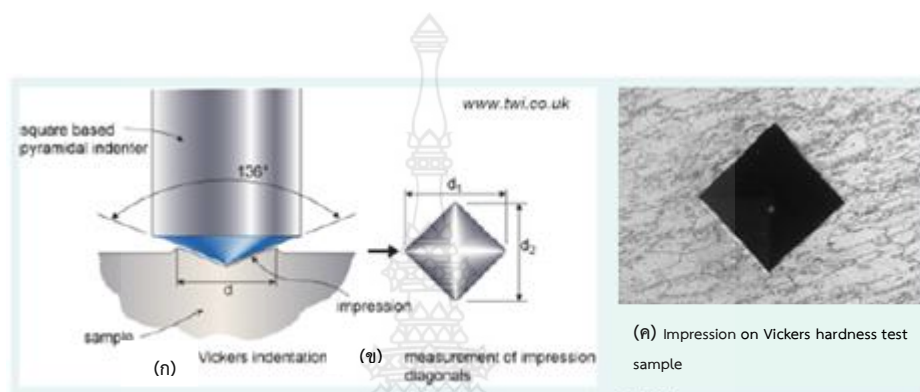 www.twi.co.uk
square based
pyramidal indenter
136°
d₁
d₂
d
impression
sample
(ก) Vickers indentation
(ข) measurement of impression
diagonals
(ค) Impression on Vickers hardness test
sample